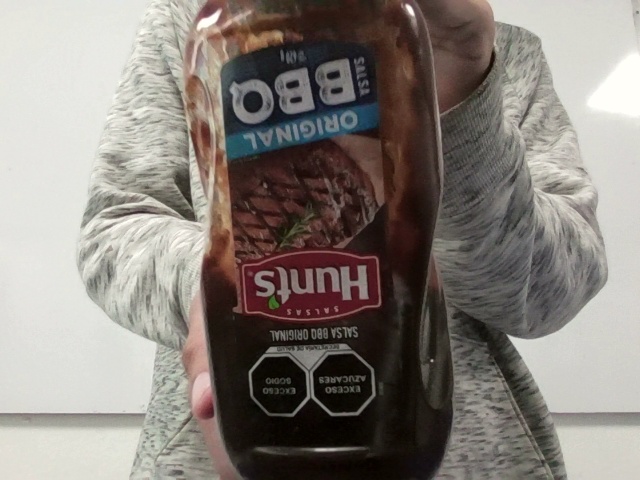 EXCESO
AZÚCARES
EXCESO
SODIO
SECRETARÍA DE SALUD
SALSA BBQ ORIGINAL
SALSAS
Hunt's
ORIGINAL
SALSA
BBQ